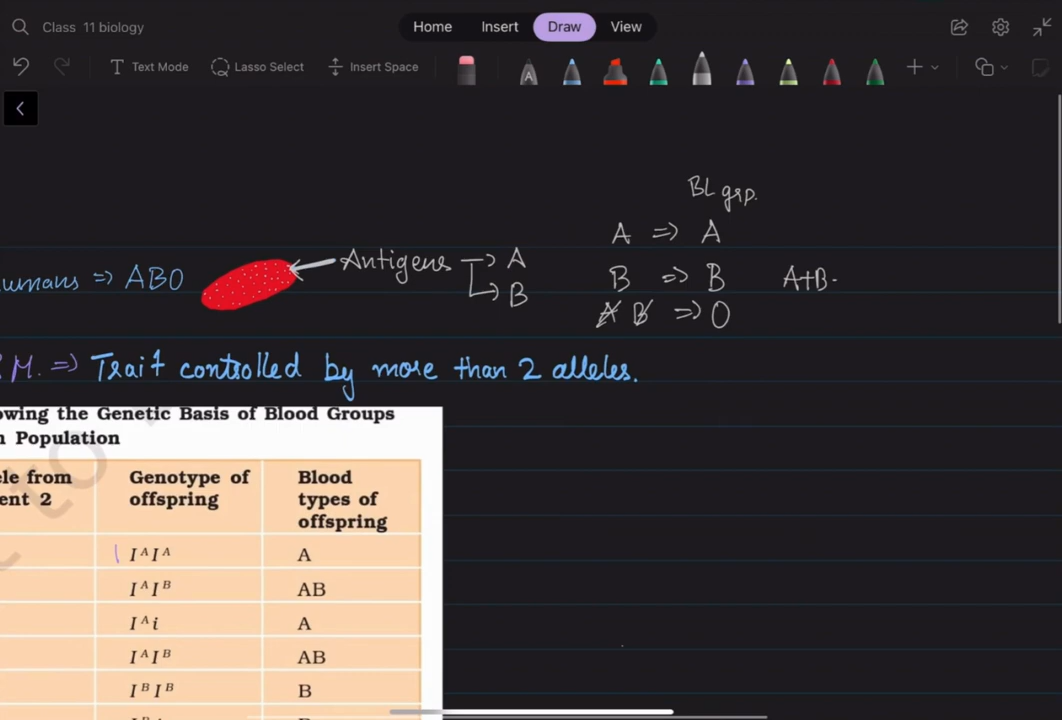 Class 11 biology
Home Insert Draw View
Text Mode Lasso Select Insert Space
BL grp.
A => A
umans => ABO Antigens -> A
-> B
B => B A+B-
A B => O
M. => Trait controlled by more than 2 alleles.
owing the Genetic Basis of Blood Groups
n Population
ele from
ent 2
Genotype of
offspring
Blood
types of
offspring
IᴬIᴬ A
IᴬIᴮ AB
Iᴬi A
IᴬIᴮ AB
IᴮIᴮ B